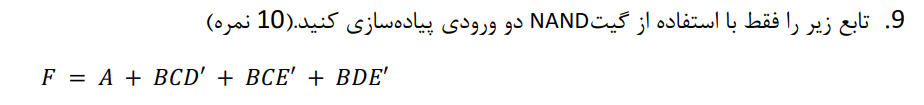 9. تابع زیر را فقط با استفاده از گیتNAND دو ورودی پیاده‌سازی کنید.(10 نمره)
F = A + BCD′ + BCE′ + BDE′